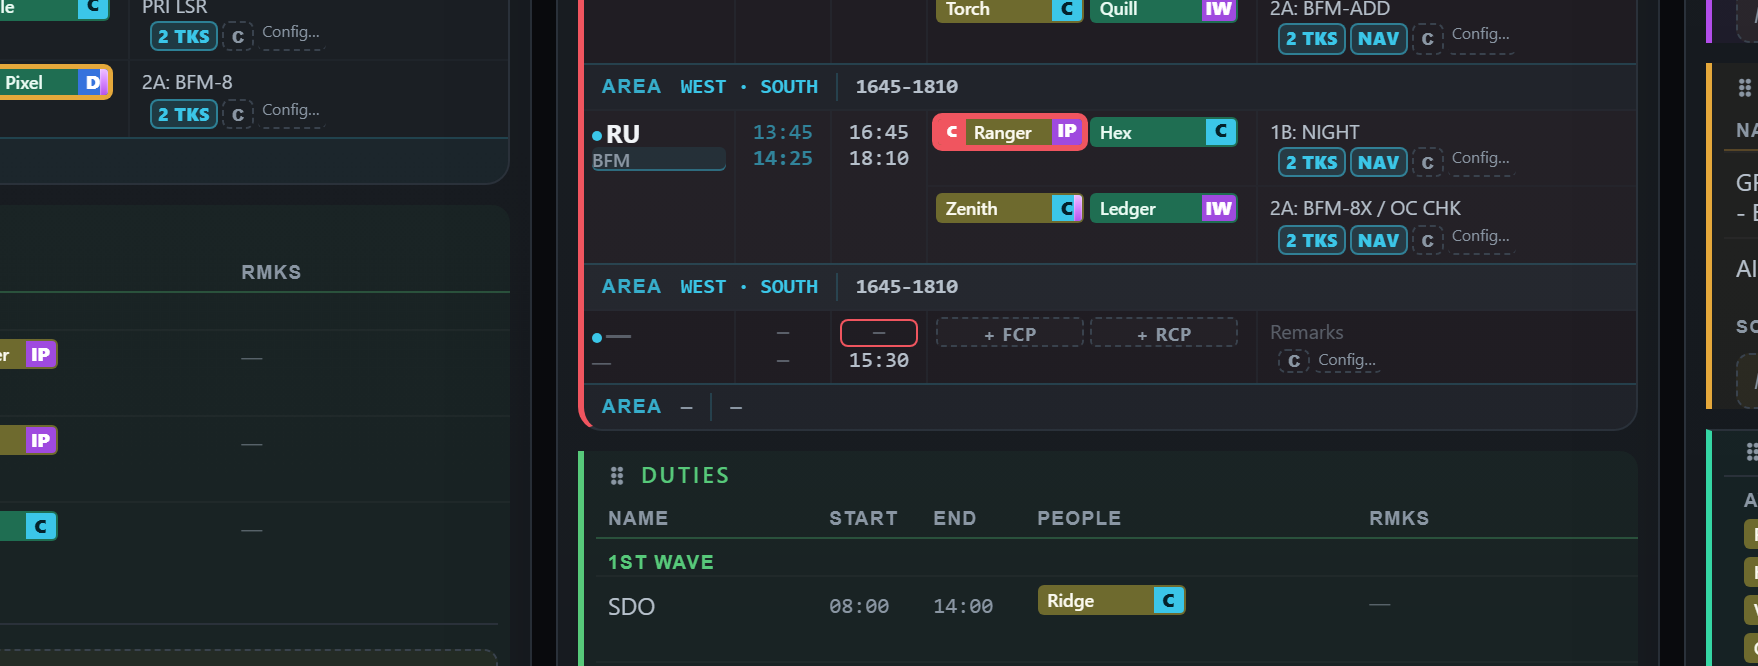 le C
PRI LSR
2 TKS C Config...
Pixel D
2A: BFM-8
2 TKS C Config...
RMKS
er IP
—
IP
—
C
—
Torch C Quill IW
2A: BFM-ADD
2 TKS NAV C Config...
AREA WEST · SOUTH 1645-1810
RU 13:45 16:45 C Ranger IP Hex C 1B: NIGHT
BFM 14:25 18:10 2 TKS NAV C Config...
Zenith C Ledger IW 2A: BFM-8X / OC CHK
2 TKS NAV C Config...
AREA WEST · SOUTH 1645-1810
— — — + FCP + RCP Remarks
— — 15:30 C Config...
AREA — —
DUTIES
NAME START END PEOPLE RMKS
1ST WAVE
SDO 08:00 14:00 Ridge C —